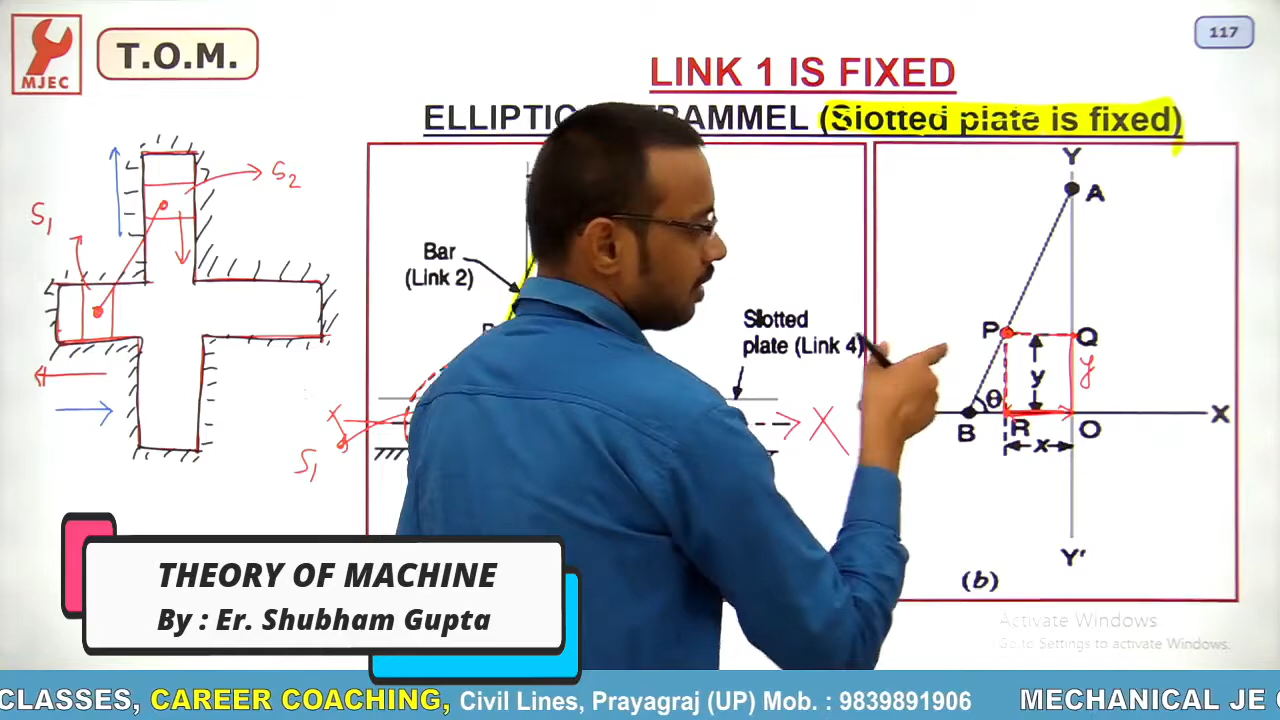 MJEC
T.O.M.
117
LINK 1 IS FIXED
(Slotted plate is fixed)
S2
S1
Bar
(Link 2)
Slotted
plate (Link 4)
X
S1
Y
A
P
Q
y
y
θ
B
R
O
X
x
Y'
(b)
THEORY OF MACHINE
By : Er. Shubham Gupta
Activate Windows
Go to Settings to activate Windows.
CLASSES, CAREER COACHING, Civil Lines, Prayagraj (UP) Mob. : 9839891906 MECHANICAL JE